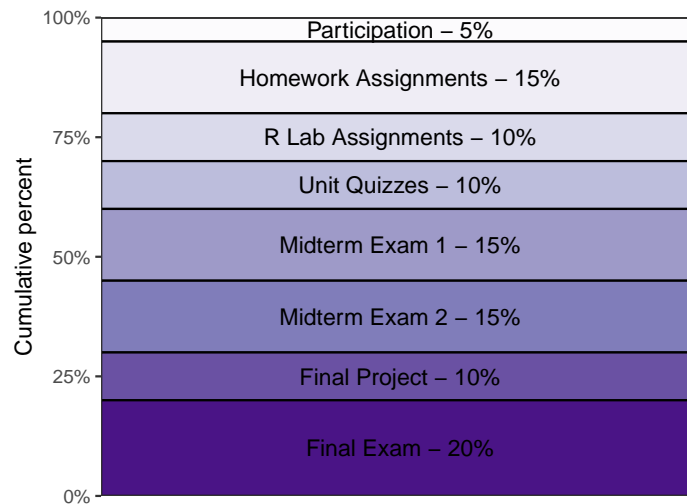 100%
Participation – 5%
Homework Assignments – 15%
75%
R Lab Assignments – 10%
Unit Quizzes – 10%
Midterm Exam 1 – 15%
50%
Midterm Exam 2 – 15%
25%
Final Project – 10%
Final Exam – 20%
0%
Cumulative percent